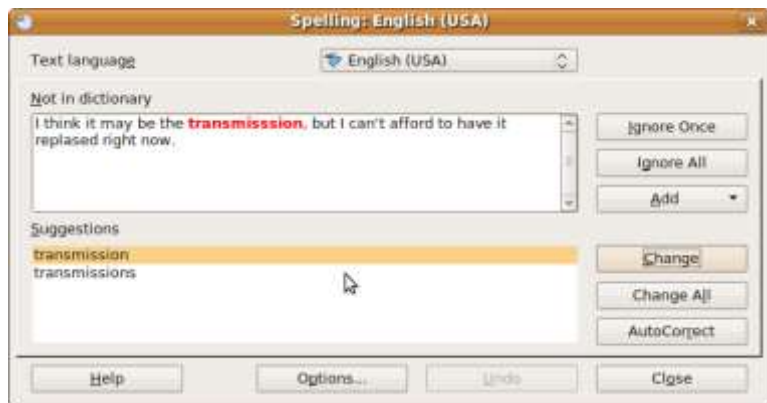 Spelling: English (USA)
Text language
English (USA)
Not in dictionary
I think it may be the transmisssion, but I can't afford to have it
replased right now.
Ignore Once
Ignore All
Add
Suggestions
transmission
transmissions
Change
Change All
AutoCorrect
Help
Options...
Undo
Close